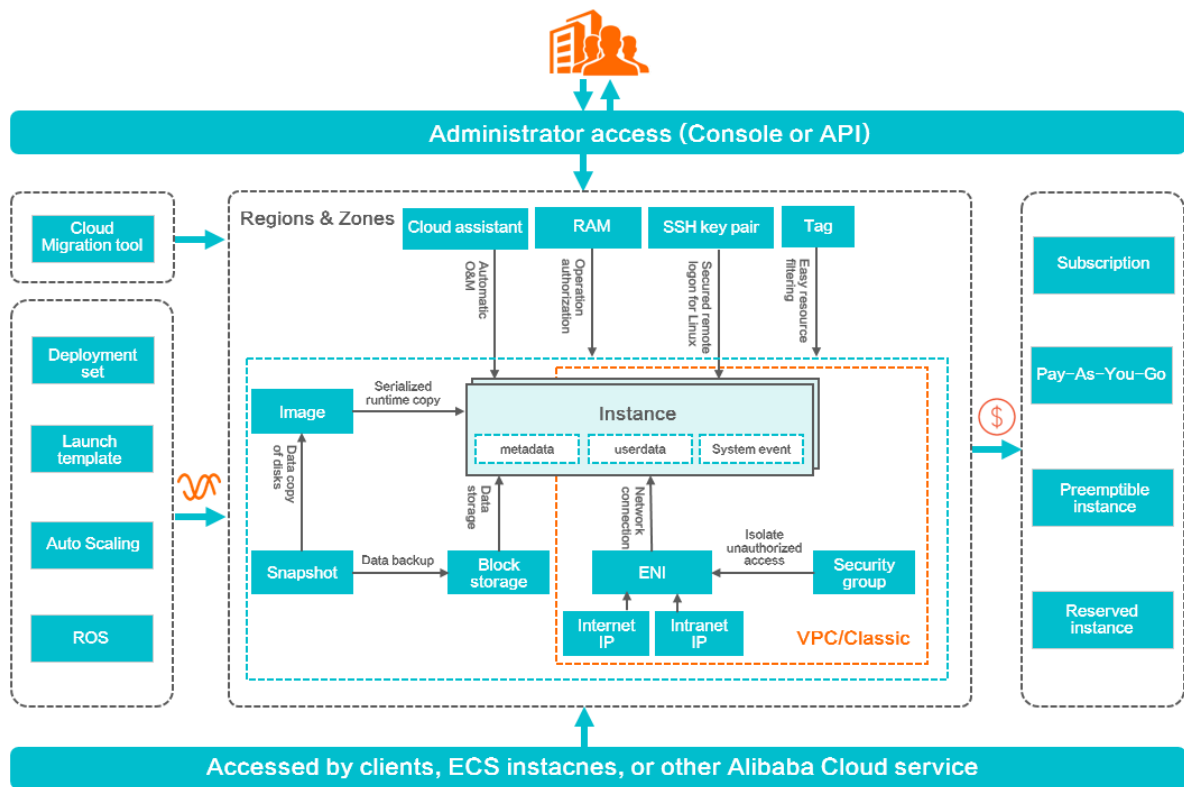 Administrator access (Console or API)
Cloud
Migration tool
Regions & Zones
Cloud assistant
RAM
SSH key pair
Tag
Automatic
O&M
Operation
authorization
Secured remote
logon for Linux
Easy resource
filtering
Deployment
set
Launch
template
Auto Scaling
ROS
Image
Serialized
runtime copy
Instance
metadata
userdata
System event
Data copy
of disks
Data
storage
Network
connection
Snapshot
Data backup
Block
storage
ENI
Isolate
unauthorized
access
Security
group
Internet
IP
Intranet
IP
VPC/Classic
$
Subscription
Pay-As-You-Go
Preemptible
instance
Reserved
instance
Accessed by clients, ECS instacnes, or other Alibaba Cloud service